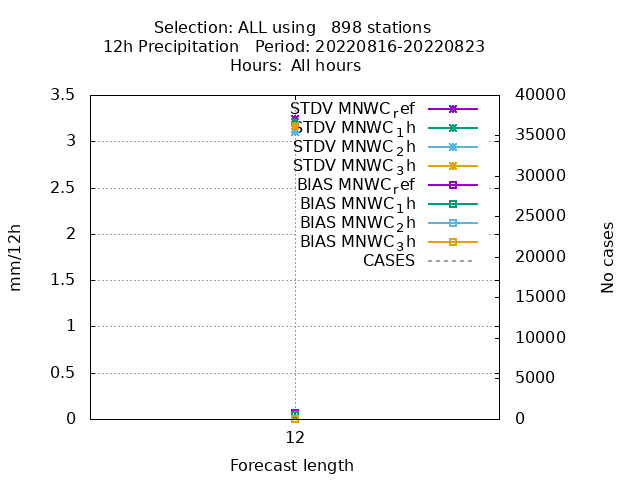 Selection: ALL using   898 stations
12h Precipitation   Period: 20220816-20220823
Hours:  All hours
3.5
3
2.5
2
1.5
1
0.5
0
mm/12h
40000
35000
30000
25000
20000
15000
10000
5000
0
No cases
STDV MNWC_ref
STDV MNWC_1h
STDV MNWC_2h
STDV MNWC_3h
BIAS MNWC_ref
BIAS MNWC_1h
BIAS MNWC_2h
BIAS MNWC_3h
CASES
12
Forecast length